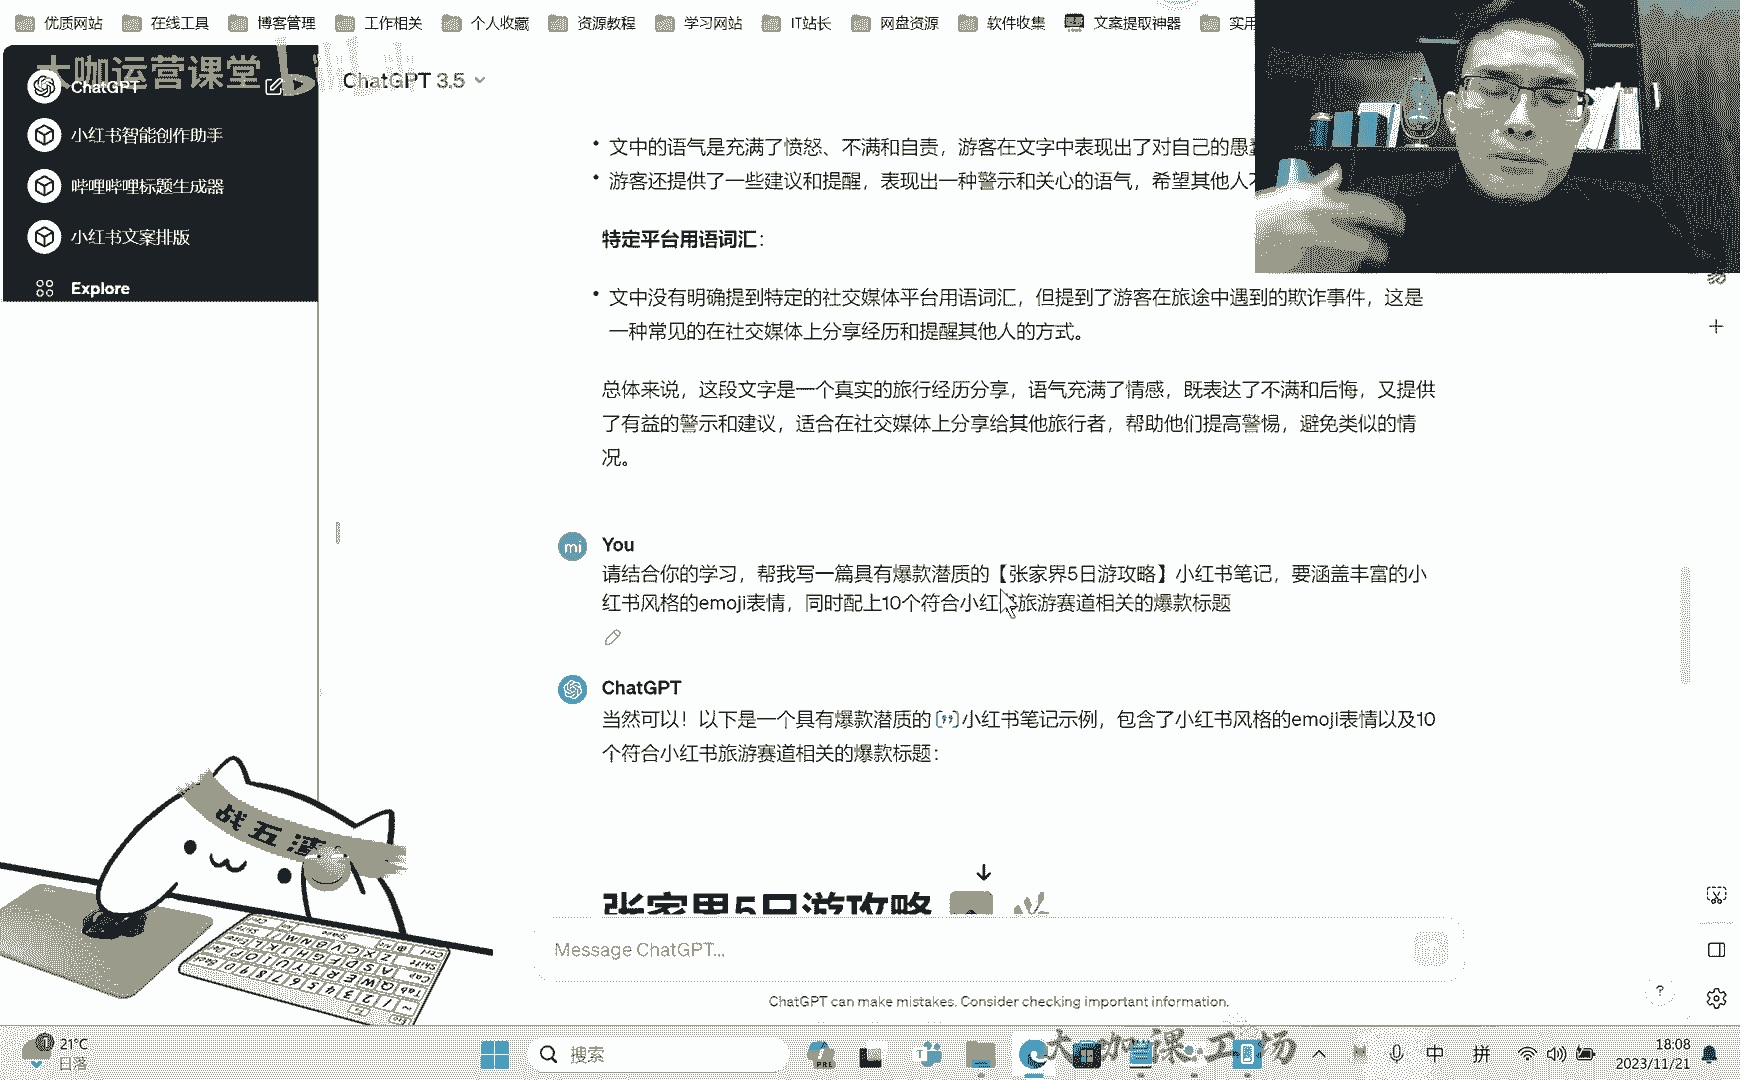 优质网站 在线工具 博客管理 工作相关 个人收藏 资源教程 学习网站 IT站长 网盘资源 软件收集 文案提取神器 实用
大咖运营课堂
ChatGPT
小红书智能创作助手
哔哩哔哩标题生成器
小红书文案排版
Explore
ChatGPT 3.5
文中的语气是充满了愤怒、不满和自责，游客在文字中表现出了对自己的愚蠢
游客还提供了一些建议和提醒，表现出一种警示和关心的语气，希望其他人不
特定平台用语词汇：
文中没有明确提到特定的社交媒体平台用语词汇，但提到了游客在旅途中遇到的欺诈事件，这是
一种常见的在社交媒体上分享经历和提醒其他人的方式。
总体来说，这段文字是一个真实的旅行经历分享，语气充满了情感，既表达了不满和后悔，又提供
了有益的警示和建议，适合在社交媒体上分享给其他旅行者，帮助他们提高警惕，避免类似的情
况。
mi
You
请结合你的学习，帮我写一篇具有爆款潜质的【张家界5日游攻略】小红书笔记，要涵盖丰富的小
红书风格的emoji表情，同时配上10个符合小红书旅游赛道相关的爆款标题
ChatGPT
当然可以！以下是一个具有爆款潜质的小红书笔记示例，包含了小红书风格的emoji表情以及10
个符合小红书旅游赛道相关的爆款标题：
张家界5日游攻略
Message ChatGPT...
ChatGPT can make mistakes. Consider checking important information.
?
战五渣
21°C
日落
搜索
大咖课工场
中 拼
18:08
2023/11/21